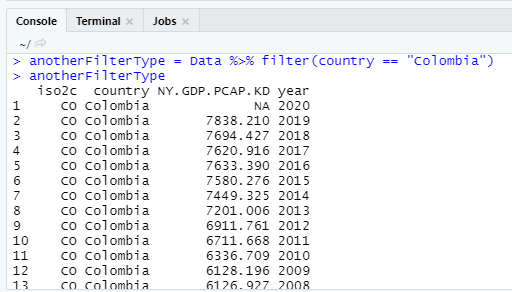 Console Terminal × Jobs ×
~/
> anotherFilterType = Data %>% filter(country == "Colombia")
> anotherFilterType
iso2c country NY.GDP.PCAP.KD year
1 CO Colombia NA 2020
2 CO Colombia 7838.210 2019
3 CO Colombia 7694.427 2018
4 CO Colombia 7620.916 2017
5 CO Colombia 7633.390 2016
6 CO Colombia 7580.276 2015
7 CO Colombia 7449.325 2014
8 CO Colombia 7201.006 2013
9 CO Colombia 6911.761 2012
10 CO Colombia 6711.668 2011
11 CO Colombia 6336.709 2010
12 CO Colombia 6128.196 2009
13 CO Colombia 6126.927 2008